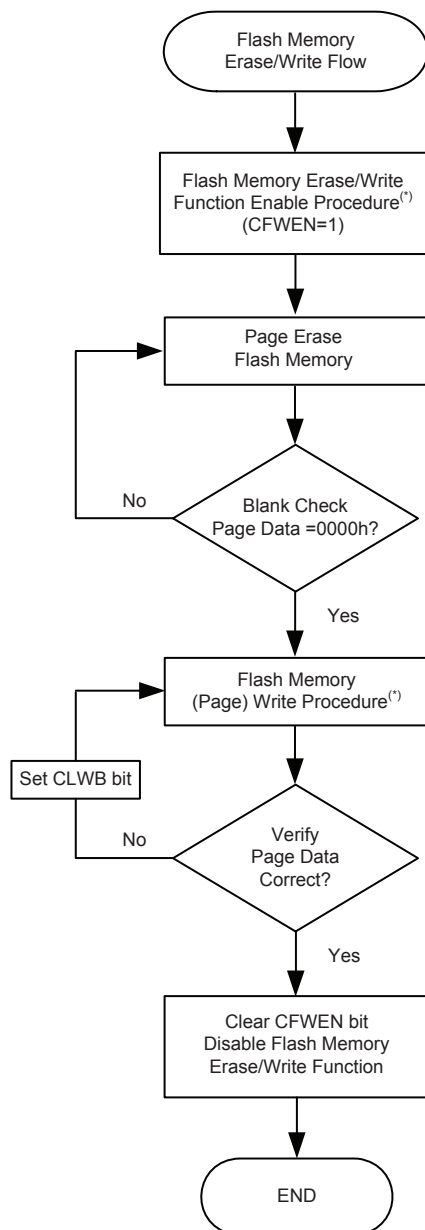 Flash Memory
Erase/Write Flow
Flash Memory Erase/Write
Function Enable Procedure(*)
(CFWEN=1)
Page Erase
Flash Memory
No
Blank Check
Page Data =0000h?
Yes
Flash Memory
(Page) Write Procedure(*)
Set CLWB bit
No
Verify
Page Data
Correct?
Yes
Clear CFWEN bit
Disable Flash Memory
Erase/Write Function
END